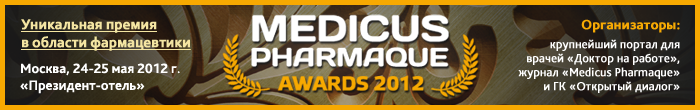 Уникальная премия
в области фармацевтики
Москва, 24-25 мая 2012 г.
«Президент-отель»
MEDICUS
PHARMAQUE
AWARDS 2012
Организаторы:
крупнейший портал для
врачей «Доктор на работе»,
журнал «Medicus Pharmaque»
и ГК «Открытый диалог»